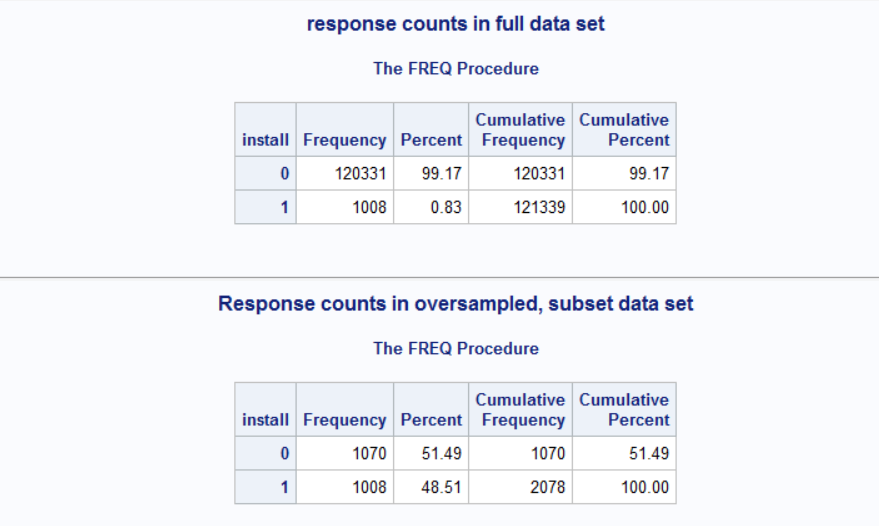 response counts in full data set
The FREQ Procedure
install Frequency Percent Cumulative Frequency Cumulative Percent
0 120331 99.17 120331 99.17
1 1008 0.83 121339 100.00
Response counts in oversampled, subset data set
The FREQ Procedure
install Frequency Percent Cumulative Frequency Cumulative Percent
0 1070 51.49 1070 51.49
1 1008 48.51 2078 100.00